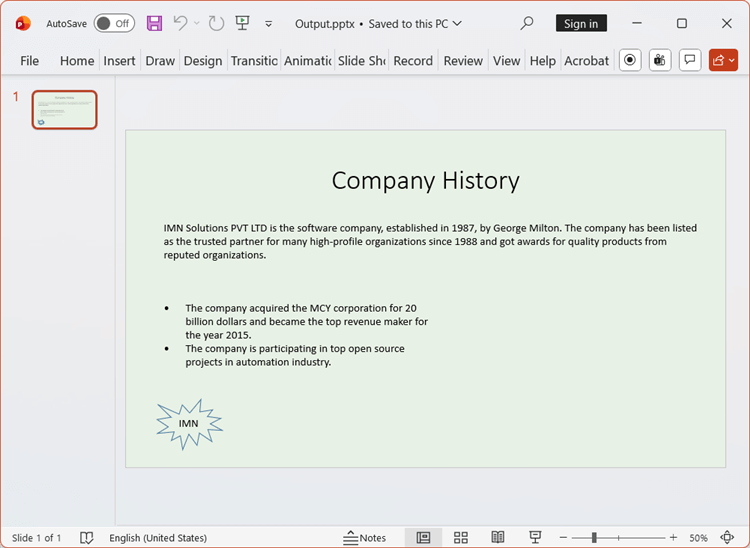 AutoSave Off Output.pptx • Saved to this PC Sign in
File Home Insert Draw Design Transitic Animatic Slide Sho Record Review View Help Acrobat
1
Company History
IMN Solutions PVT LTD is the software company, established in 1987, by George Milton. The company has been listed
as the trusted partner for many high-profile organizations since 1988 and got awards for quality products from
reputed organizations.
• The company acquired the MCY corporation for 20
billion dollars and became the top revenue maker for
the year 2015.
• The company is participating in top open source
projects in automation industry.
IMN
Slide 1 of 1 English (United States) Notes 50%